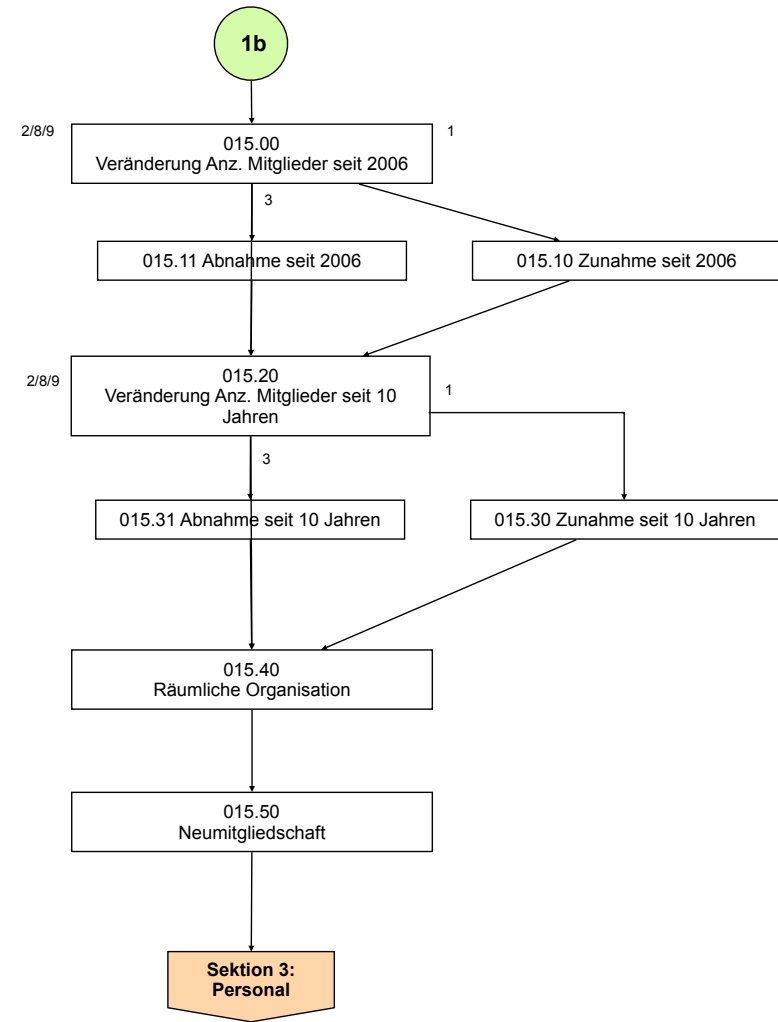 1b
2/8/9
015.00
1
Veränderung Anz. Mitglieder seit 2006
3
015.11 Abnahme seit 2006
015.10 Zunahme seit 2006
2/8/9
015.20
Veränderung Anz. Mitglieder seit 10
Jahren
1
3
015.31 Abnahme seit 10 Jahren
015.30 Zunahme seit 10 Jahren
015.40
Räumliche Organisation
015.50
Neumitgliedschaft
Sektion 3:
Personal